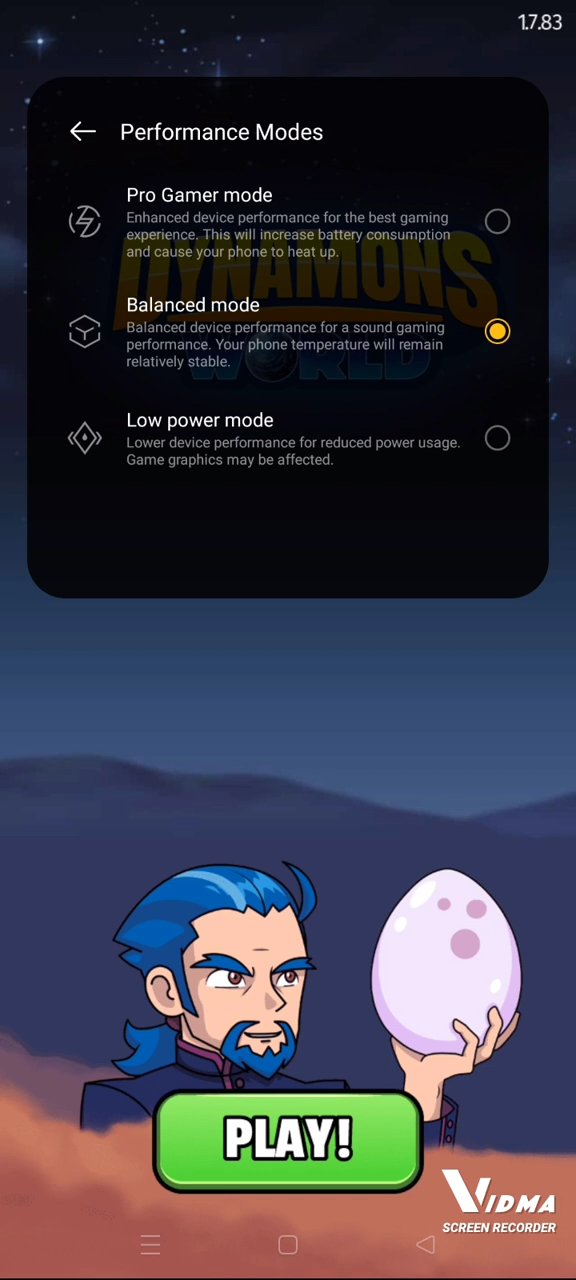 1.7.83
Performance Modes
Pro Gamer mode
Enhanced device performance for the best gaming
experience. This will increase battery consumption
and cause your phone to heat up.
DYNAMONS
WORLD
Balanced mode
Balanced device performance for a sound gaming
performance. Your phone temperature will remain
relatively stable.
Low power mode
Lower device performance for reduced power usage.
Game graphics may be affected.
PLAY!
VIDMA
SCREEN RECORDER